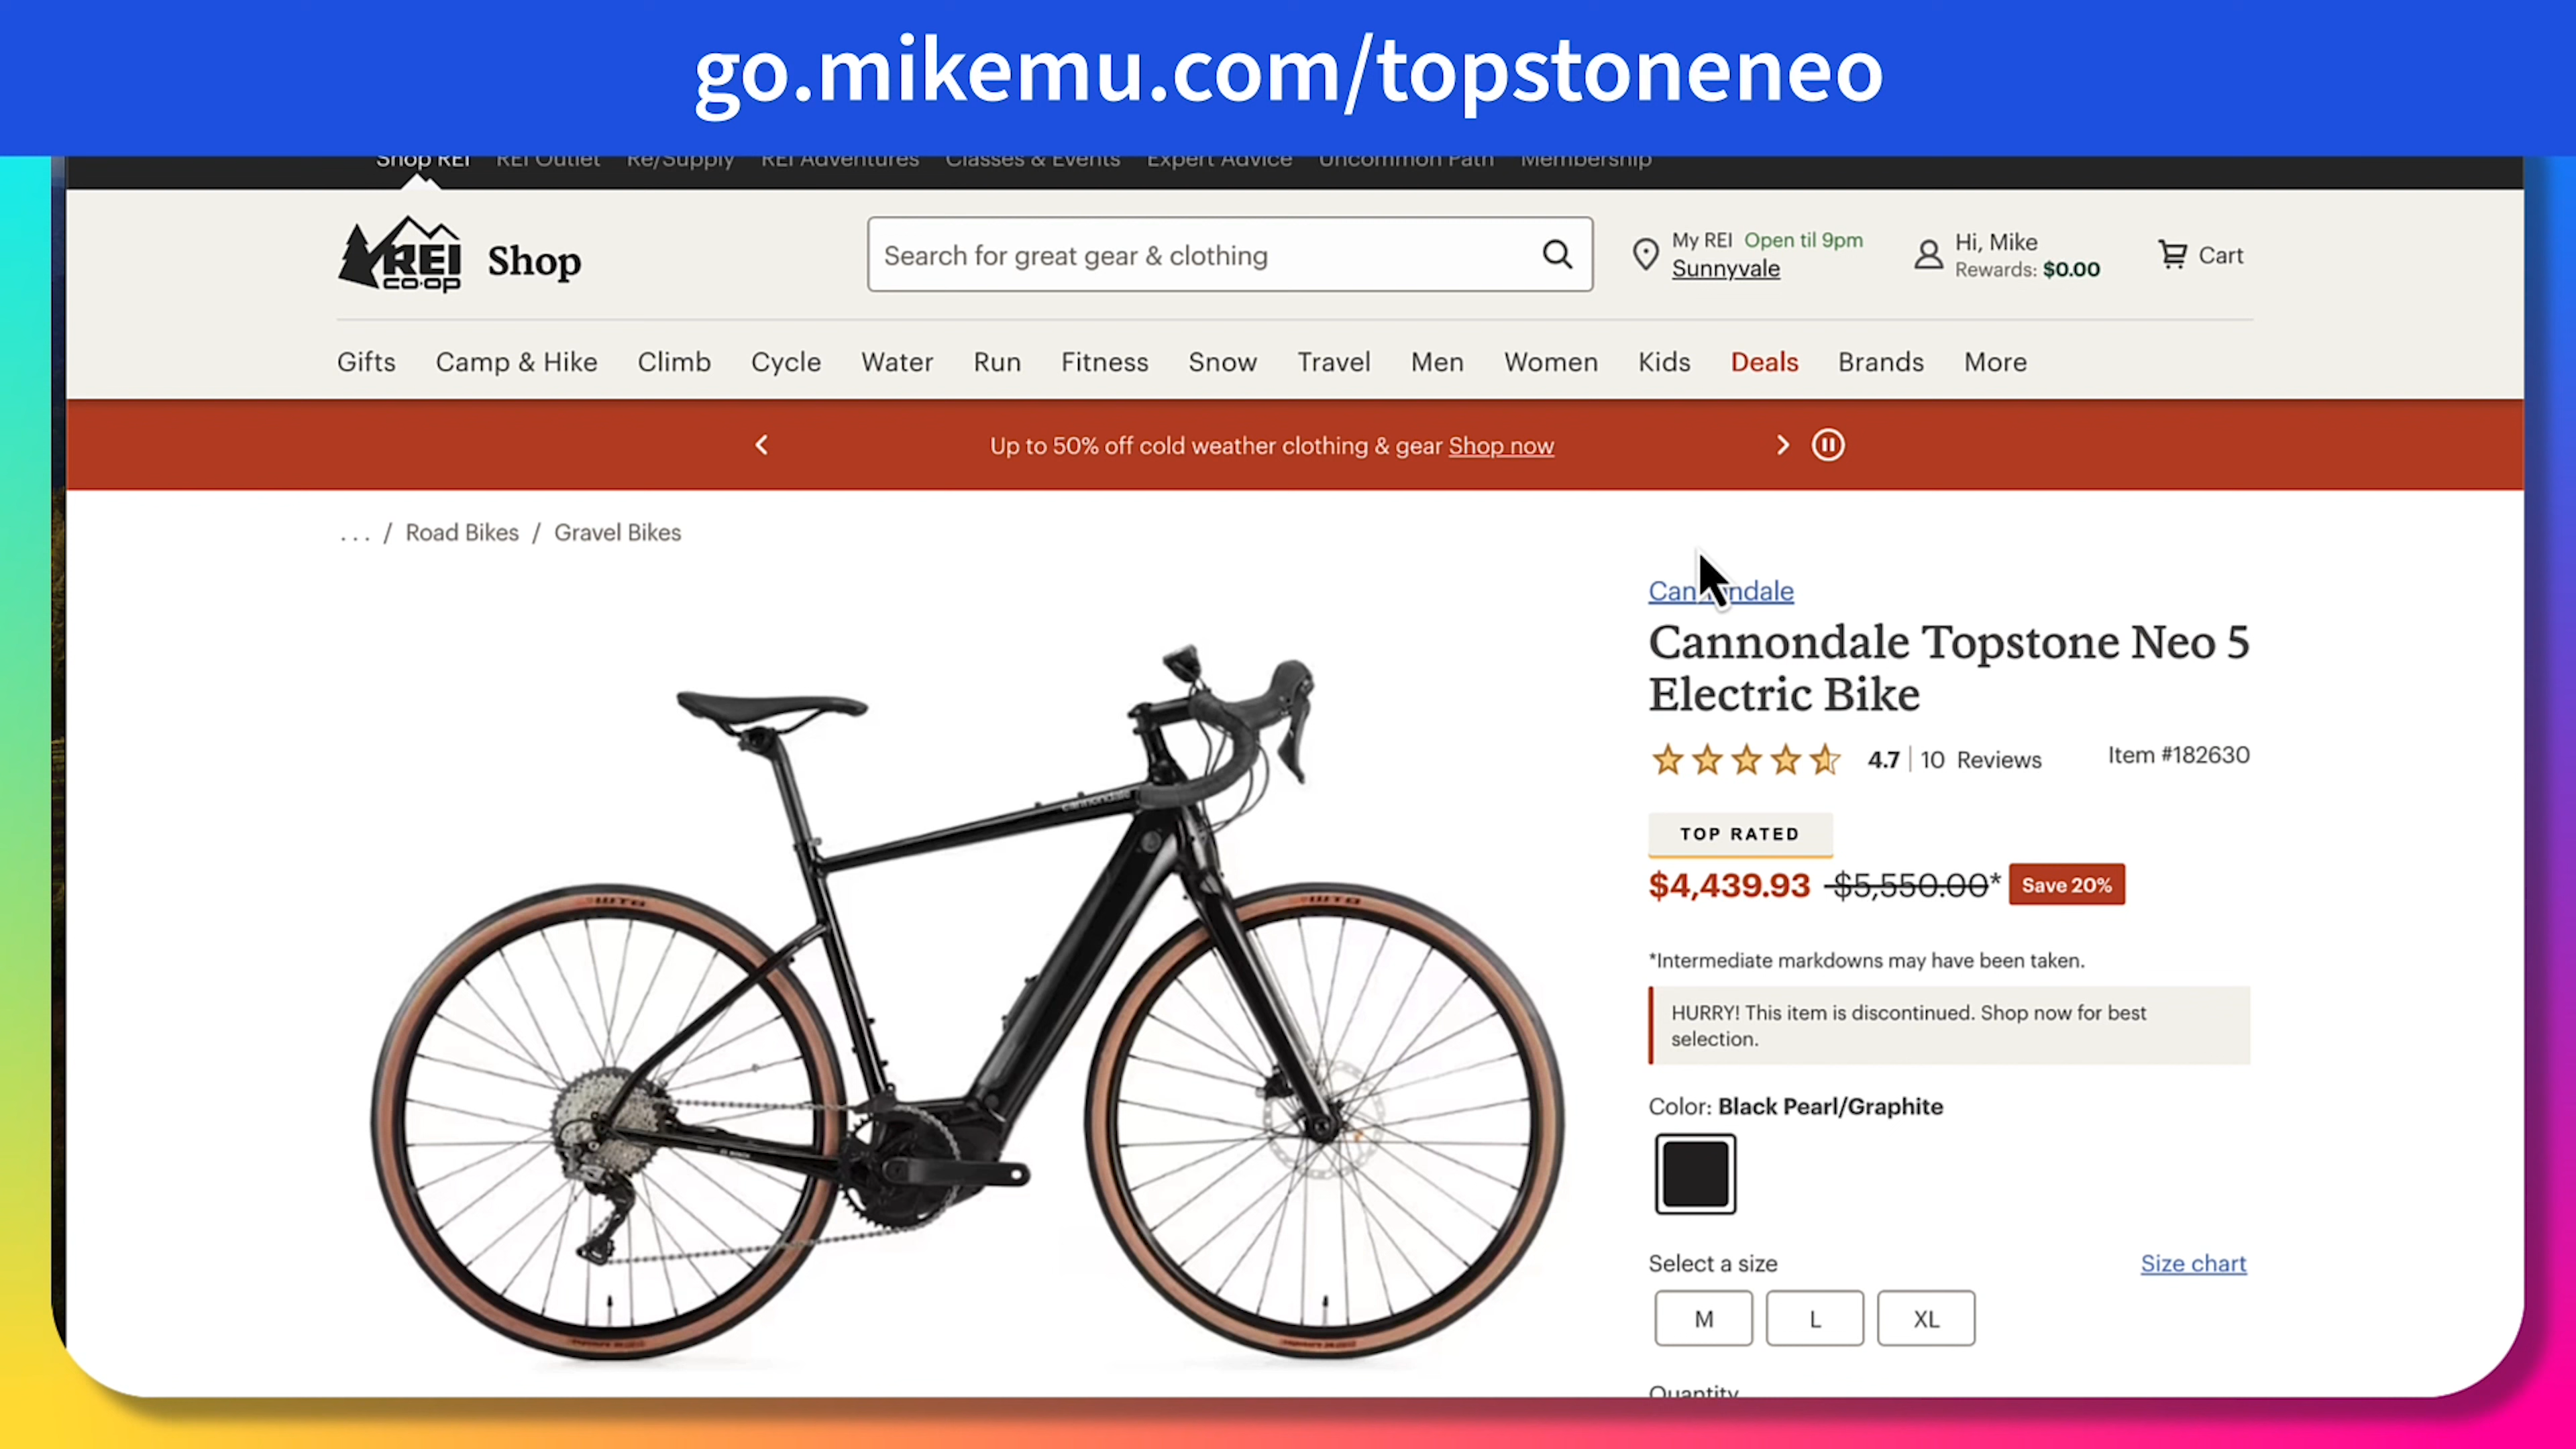 go.mikemu.com/topstoneneo
Shop REI REI Outlet Re/Supply REI Adventures Classes & Events Expert Advice Uncommon Path Membership
REI co·op Shop
Search for great gear & clothing
My REI Open til 9pm
Sunnyvale
Hi, Mike
Rewards: $0.00
Cart
Gifts Camp & Hike Climb Cycle Water Run Fitness Snow Travel Men Women Kids Deals Brands More
Up to 50% off cold weather clothing & gear Shop now
... / Road Bikes / Gravel Bikes
Cannondale
Cannondale Topstone Neo 5
Electric Bike
4.7 | 10 Reviews Item #182630
TOP RATED
$4,439.93 $5,550.00* Save 20%
*Intermediate markdowns may have been taken.
HURRY! This item is discontinued. Shop now for best
selection.
Color: Black Pearl/Graphite
Select a size Size chart
M L XL
Quantity
cannondale
WTB
WTB